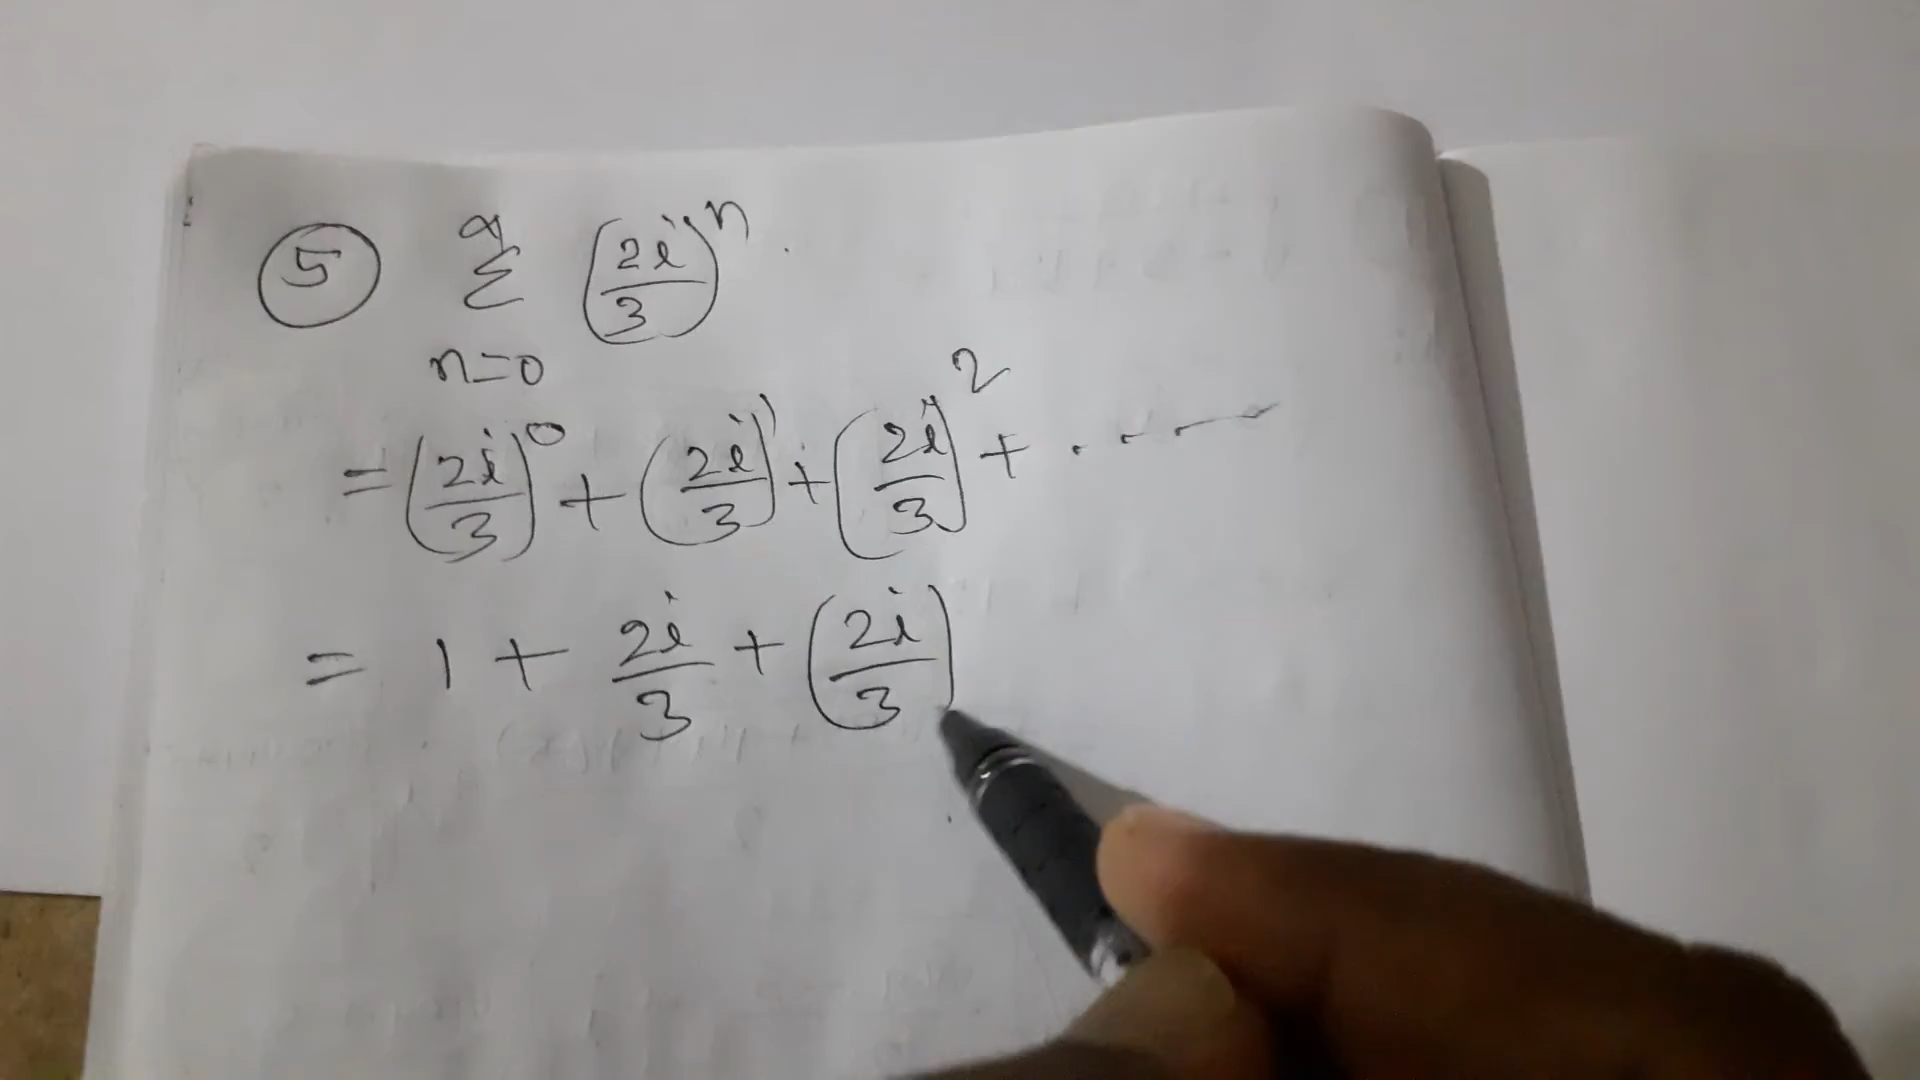 5 ∞ Σ n=0 (2i/3)^n .
= (2i/3)^0 + (2i/3)^1 + (2i/3)^2 + .....
= 1 + 2i/3 + (2i/3)